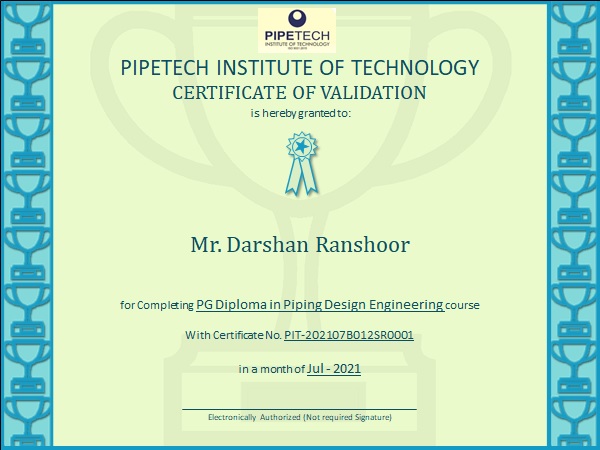 PIPETECH
INSTITUTE OF TECHNOLOGY
PIPETECH INSTITUTE OF TECHNOLOGY
CERTIFICATE OF VALIDATION
is hereby granted to:
Mr. Darshan Ranshoor
for Completing PG Diploma in Piping Design Engineering course
With Certificate No. PIT-202107B012SR0001
in a month of Jul - 2021
Electronically Authorized (Not required Signature)